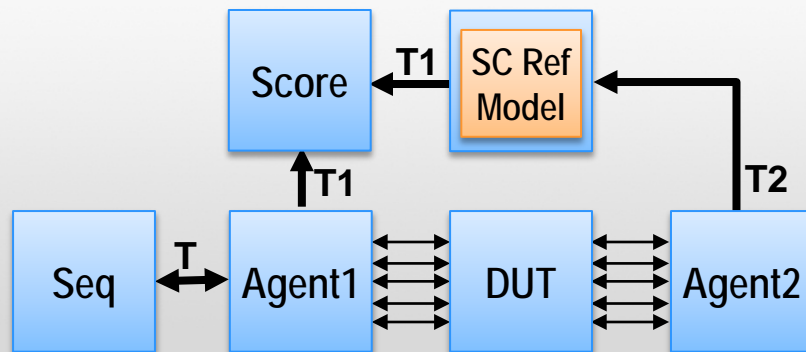 Score
T1
SC Ref
Model
T1
T2
Seq
T
Agent1
DUT
Agent2